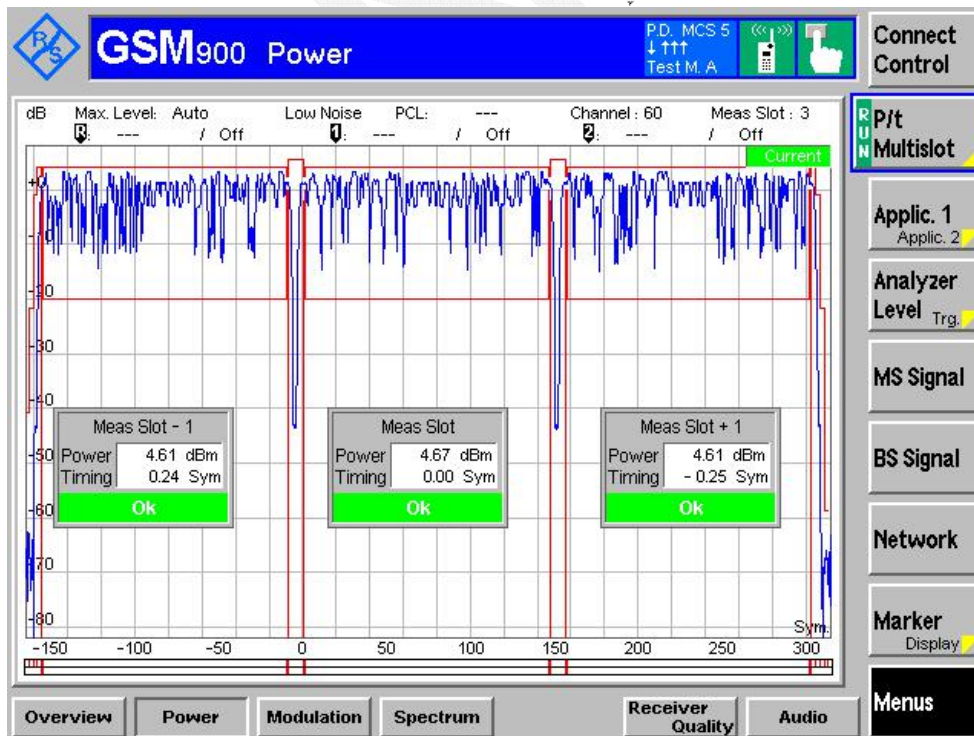 R/S
GSM900 Power
P.D. MCS 5
↓ ↑↑↑
Test M. A
Connect Control
dB Max. Level: Auto Low Noise PCL: --- Channel : 60 Meas Slot : 3
R: --- / Off 1: --- / Off 2: --- / Off
Current
RUN
P/t Multislot
Applic. 1
Applic. 2
Analyzer Level Trg.
MS Signal
BS Signal
Network
Marker
Display
Menus
+0
-10
-20
-30
-40
-50
-60
-70
-80
Meas Slot - 1
Power 4.61 dBm
Timing 0.24 Sym
Ok
Meas Slot
Power 4.67 dBm
Timing 0.00 Sym
Ok
Meas Slot + 1
Power 4.61 dBm
Timing - 0.25 Sym
Ok
Sym.
-150 -100 -50 0 50 100 150 200 250 300
Overview Power Modulation Spectrum Receiver Quality Audio